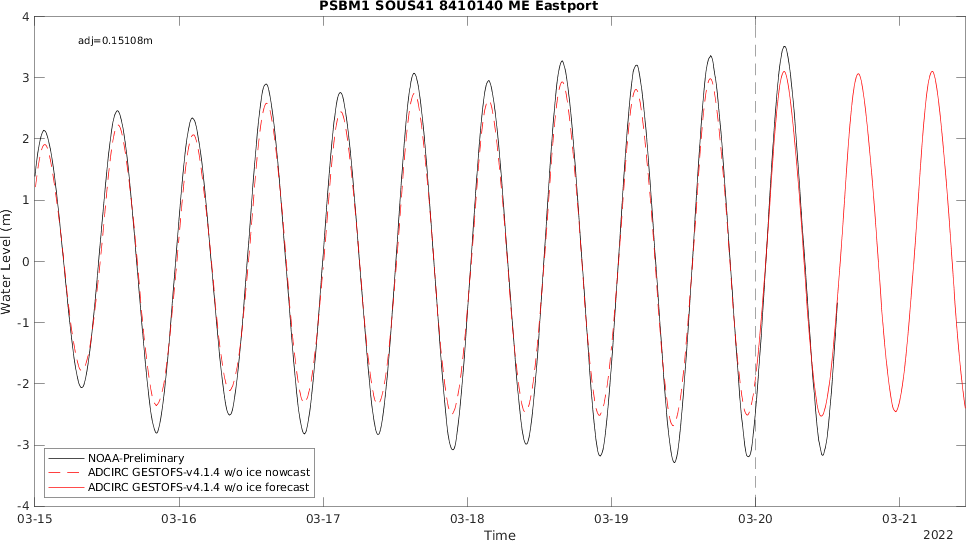 PSBM1 SOUS41 8410140 ME Eastport
adj=0.15108m
4
3
2
1
0
-1
-2
-3
-4
Water Level (m)
NOAA-Preliminary
ADCIRC GESTOFS-v4.1.4 w/o ice nowcast
ADCIRC GESTOFS-v4.1.4 w/o ice forecast
03-15 03-16 03-17 03-18 03-19 03-20 03-21
Time
2022